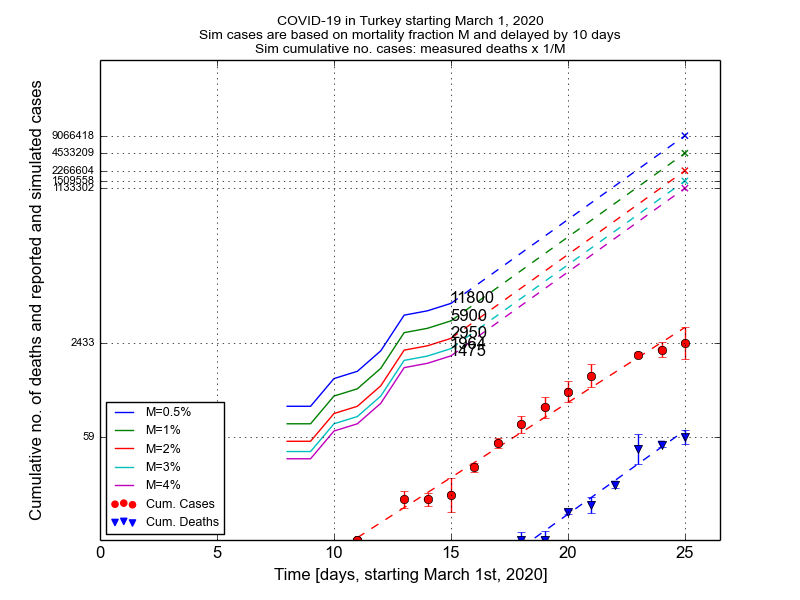 COVID-19 in Turkey starting March 1, 2020
Sim cases are based on mortality fraction M and delayed by 10 days
Sim cumulative no. cases: measured deaths x 1/M
Cumulative no. of deaths and reported and simulated cases
9066418
4533209
2266604
1509558
1133302
2433
59
11800
5900
2950
1964
1475
M=0.5%
M=1%
M=2%
M=3%
M=4%
Cum. Cases
Cum. Deaths
0 5 10 15 20 25
Time [days, starting March 1st, 2020]